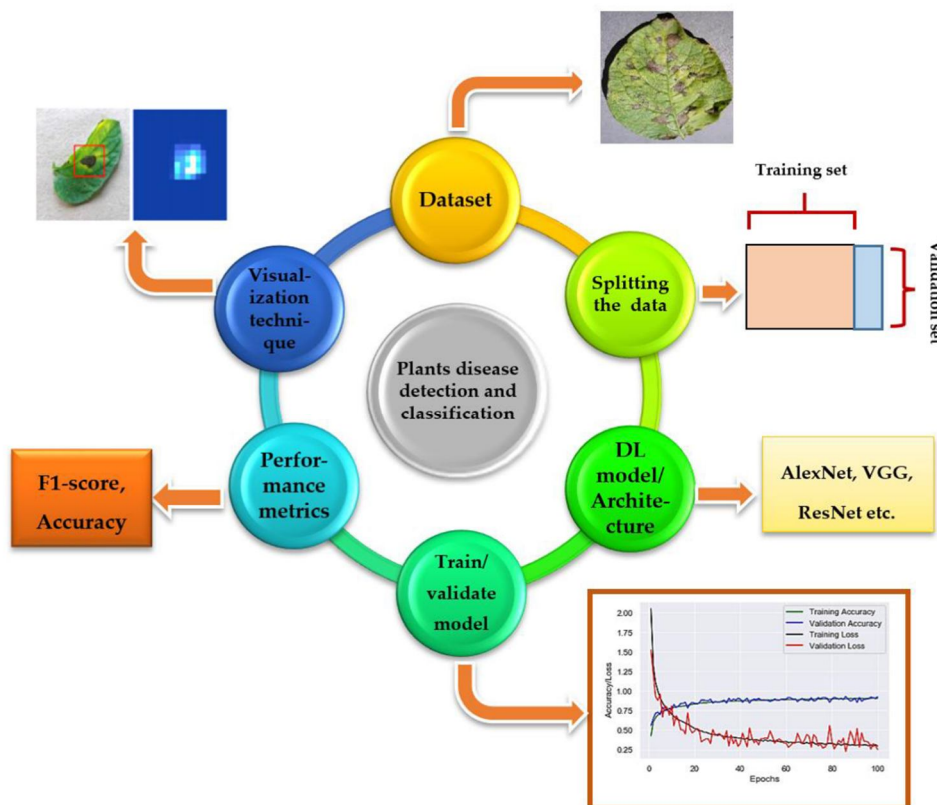 Dataset
Training set
Validation set
Splitting
the data
Visual-
ization
techni-
que
Plants disease
detection and
classification
DL
model/
Archite-
cture
AlexNet, VGG,
ResNet etc.
Perfor-
mance
metrics
F1-score,
Accuracy
Train/
validate
model
Training Accuracy
Validation Accuracy
Training Loss
Validation Loss
Accuracy/Loss
2.00
1.75
1.50
1.25
1.00
0.75
0.50
0.25
0 20 40 60 80 100
Epochs